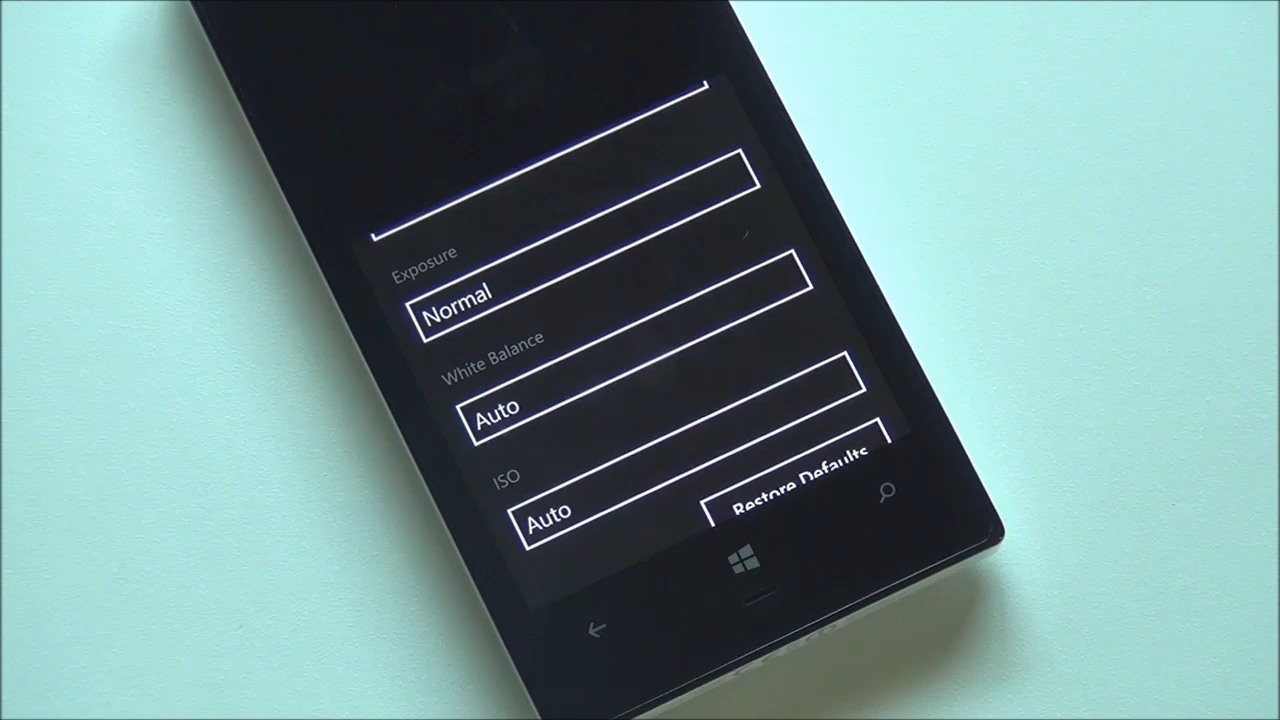 Exposure
Normal
White Balance
Auto
ISO
Auto
Restore Defaults